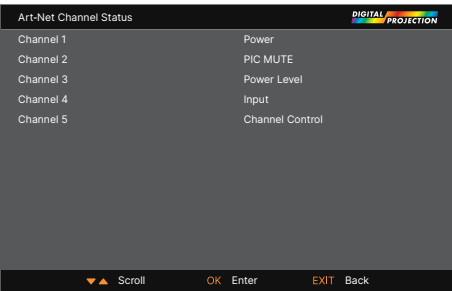 Art-Net Channel Status
DIGITAL
PROJECTION
Channel 1 Power
Channel 2 PIC MUTE
Channel 3 Power Level
Channel 4 Input
Channel 5 Channel Control
Scroll OK Enter EXIT Back